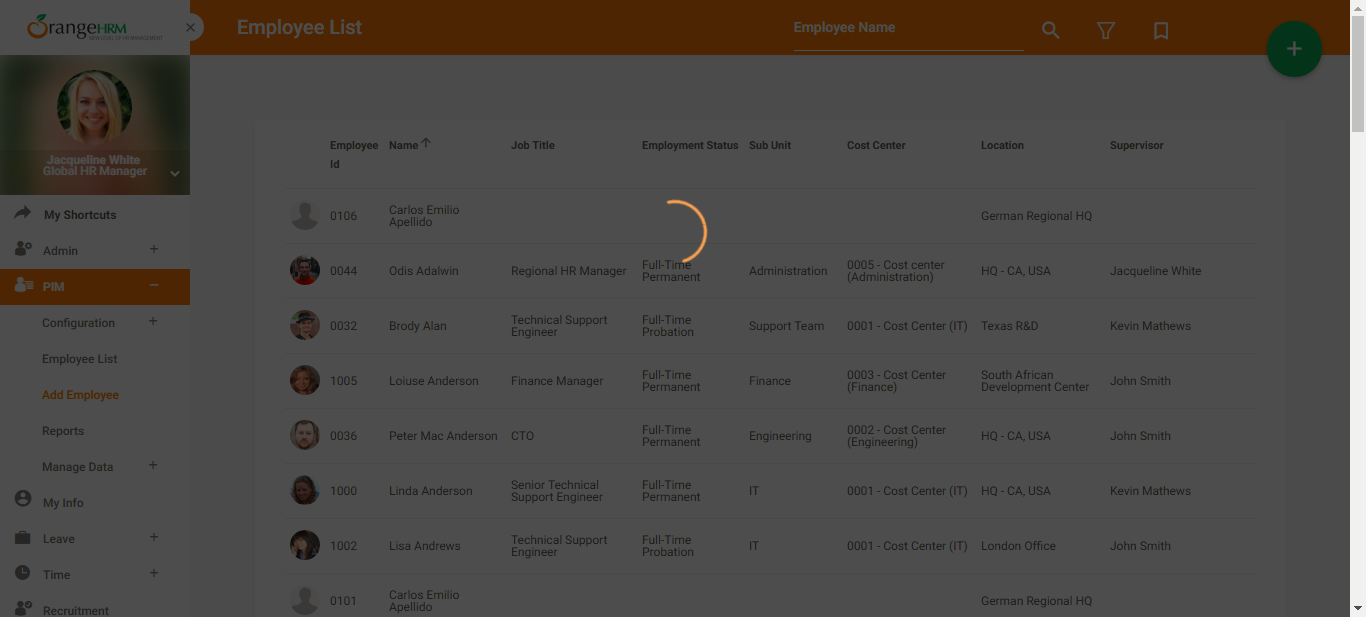 OrangeHRM
NEW LEVEL OF HR MANAGEMENT
Employee List
Employee Name
Jacqueline White
Global HR Manager
My Shortcuts
Admin
PIM
Configuration
Employee List
Add Employee
Reports
Manage Data
My Info
Leave
Time
Recruitment
Employee Id Name Job Title Employment Status Sub Unit Cost Center Location Supervisor
0106 Carlos Emilio Apellido German Regional HQ
0044 Odis Adalwin Regional HR Manager Full-Time Permanent Administration 0005 - Cost center (Administration) HQ - CA, USA Jacqueline White
0032 Brody Alan Technical Support Engineer Full-Time Probation Support Team 0001 - Cost Center (IT) Texas R&D Kevin Mathews
1005 Loiuse Anderson Finance Manager Full-Time Permanent Finance 0003 - Cost Center (Finance) South African Development Center John Smith
0036 Peter Mac Anderson CTO Full-Time Permanent Engineering 0002 - Cost Center (Engineering) HQ - CA, USA John Smith
1000 Linda Anderson Senior Technical Support Engineer Full-Time Permanent IT 0001 - Cost Center (IT) HQ - CA, USA Kevin Mathews
1002 Lisa Andrews Technical Support Engineer Full-Time Probation IT 0001 - Cost Center (IT) London Office John Smith
0101 Carlos Emilio Apellido German Regional HQ